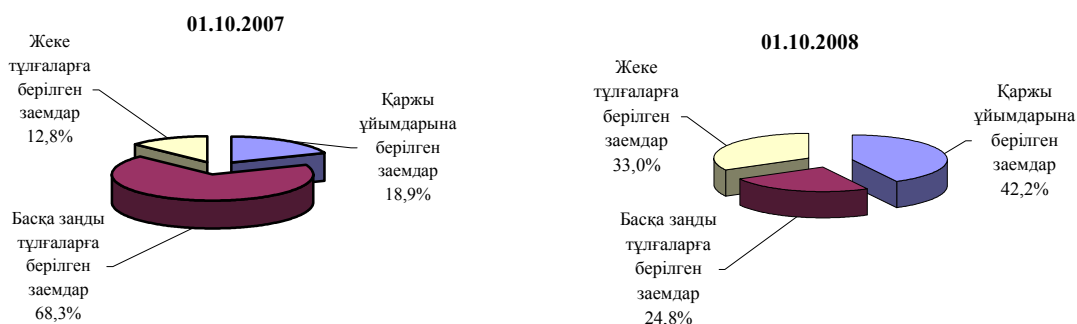 01.10.2007
Жеке
тұлғаларға
берілген
заемдар
12,8%
Қаржы
ұйымдарына
берілген
заемдар
18,9%
Басқа заңды
тұлғаларға
берілген
заемдар
68,3%
01.10.2008
Жеке
тұлғаларға
берілген
заемдар
33,0%
Қаржы
ұйымдарына
берілген
заемдар
42,2%
Басқа заңды
тұлғаларға
берілген
заемдар
24,8%